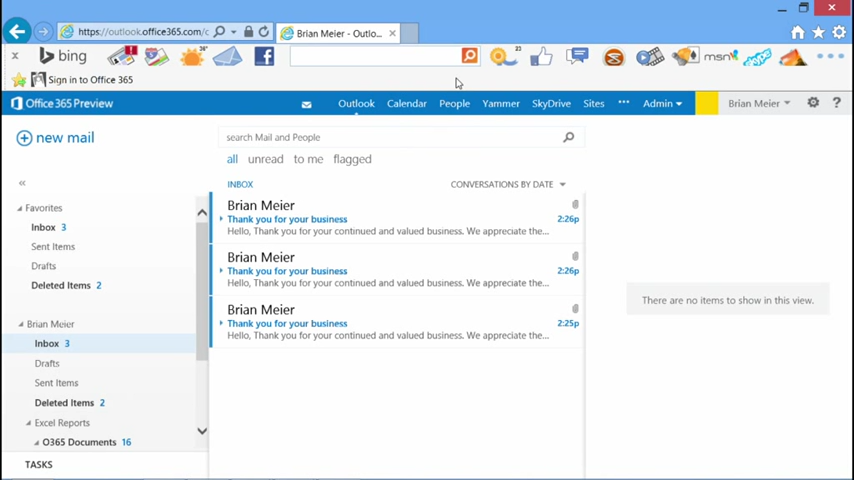 https://outlook.office365.com/
Brian Meier - Outlo...
bing
38°
23
msn
skype
Sign in to Office 365
Office 365 Preview
Outlook Calendar People Yammer SkyDrive Sites ••• Admin
Brian Meier
?
new mail
search Mail and People
all unread to me flagged
«
INBOX CONVERSATIONS BY DATE
Favorites
Inbox 3
Sent Items
Drafts
Deleted Items 2
Brian Meier
Inbox 3
Drafts
Sent Items
Deleted Items 2
Excel Reports
O365 Documents 16
TASKS
Brian Meier
Thank you for your business 2:26p
Hello, Thank you for your continued and valued business. We appreciate the...
Brian Meier
Thank you for your business 2:26p
Hello, Thank you for your continued and valued business. We appreciate the...
Brian Meier
Thank you for your business 2:25p
Hello, Thank you for your continued and valued business. We appreciate the...
There are no items to show in this view.